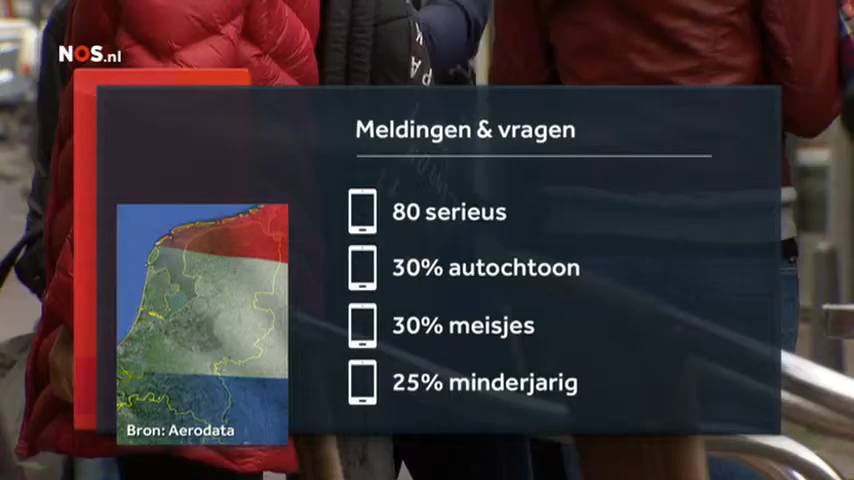 NOS.nl
Meldingen & vragen
80 serieus
30% autochtoon
30% meisjes
25% minderjarig
Bron: Aerodata